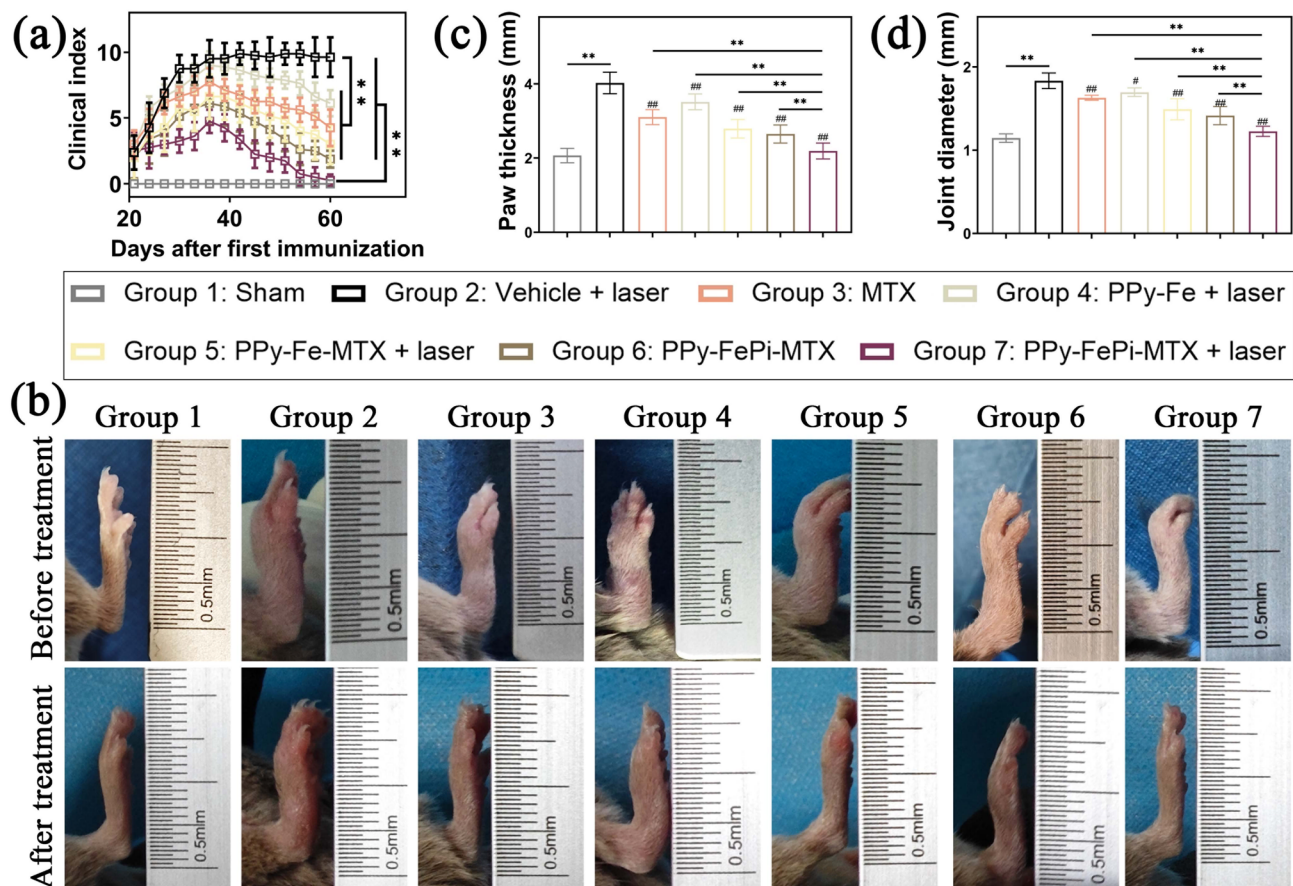 (a)
Clinical index
10
5
0
20
40
60
Days after first immunization
**
**
(c)
Paw thickness (mm)
4
2
0
**
##
##
##
##
##
**
**
**
**
(d)
Joint diameter (mm)
2
1
0
**
##
#
##
##
##
**
**
**
**
Group 1: Sham
Group 2: Vehicle + laser
Group 3: MTX
Group 4: PPy-Fe + laser
Group 5: PPy-Fe-MTX + laser
Group 6: PPy-FePi-MTX
Group 7: PPy-FePi-MTX + laser
(b)
Group 1
Group 2
Group 3
Group 4
Group 5
Group 6
Group 7
Before treatment
0.5mm
0.5mm
0.5mm
0.5mm
0.5mm
0.5mm
0.5mm
After treatment
0.5mm
0.5mm
0.5mm
0.5mm
0.5mm
0.5mm
0.5mm